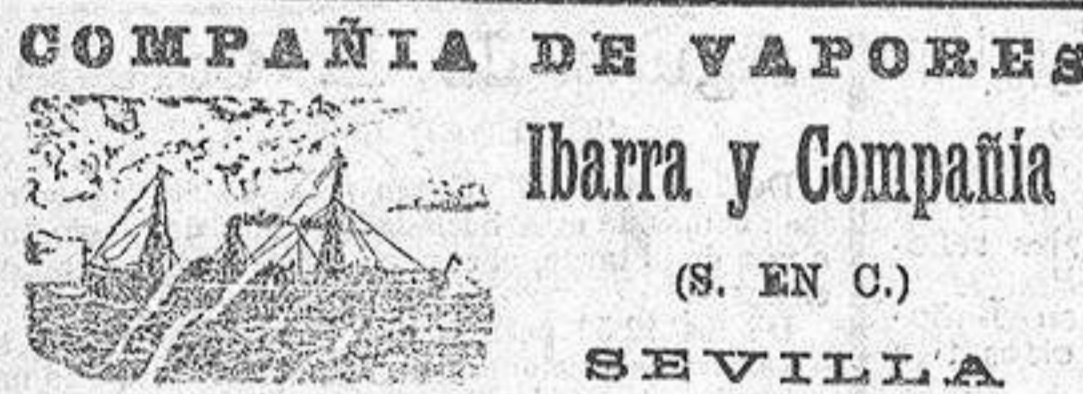 COMPAÑIA DE VAPORES
Ibarra y Compañía
(S. EN C.)
SEVILLA